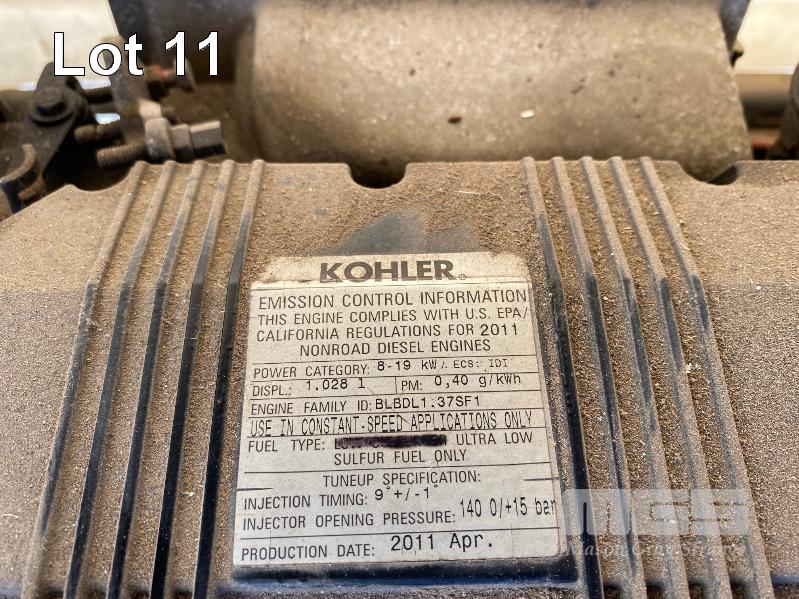 Lot 11
KOHLER®
EMISSION CONTROL INFORMATION
THIS ENGINE COMPLIES WITH U.S. EPA/
CALIFORNIA REGULATIONS FOR 2011
NONROAD DIESEL ENGINES
POWER CATEGORY: 8-19 kW/ ECS: IDI
DISPL.: 1.028 l PM: 0,40 g/kWh
ENGINE FAMILY ID: BLBDL1.37SF1
USE IN CONSTANT-SPEED APPLICATIONS ONLY
FUEL TYPE: ULTRA LOW
SULFUR FUEL ONLY
TUNEUP SPECIFICATION:
INJECTION TIMING: 9°+/-1°
INJECTOR OPENING PRESSURE: 140 0/+15 bar
PRODUCTION DATE: 2011 Apr.
MGS